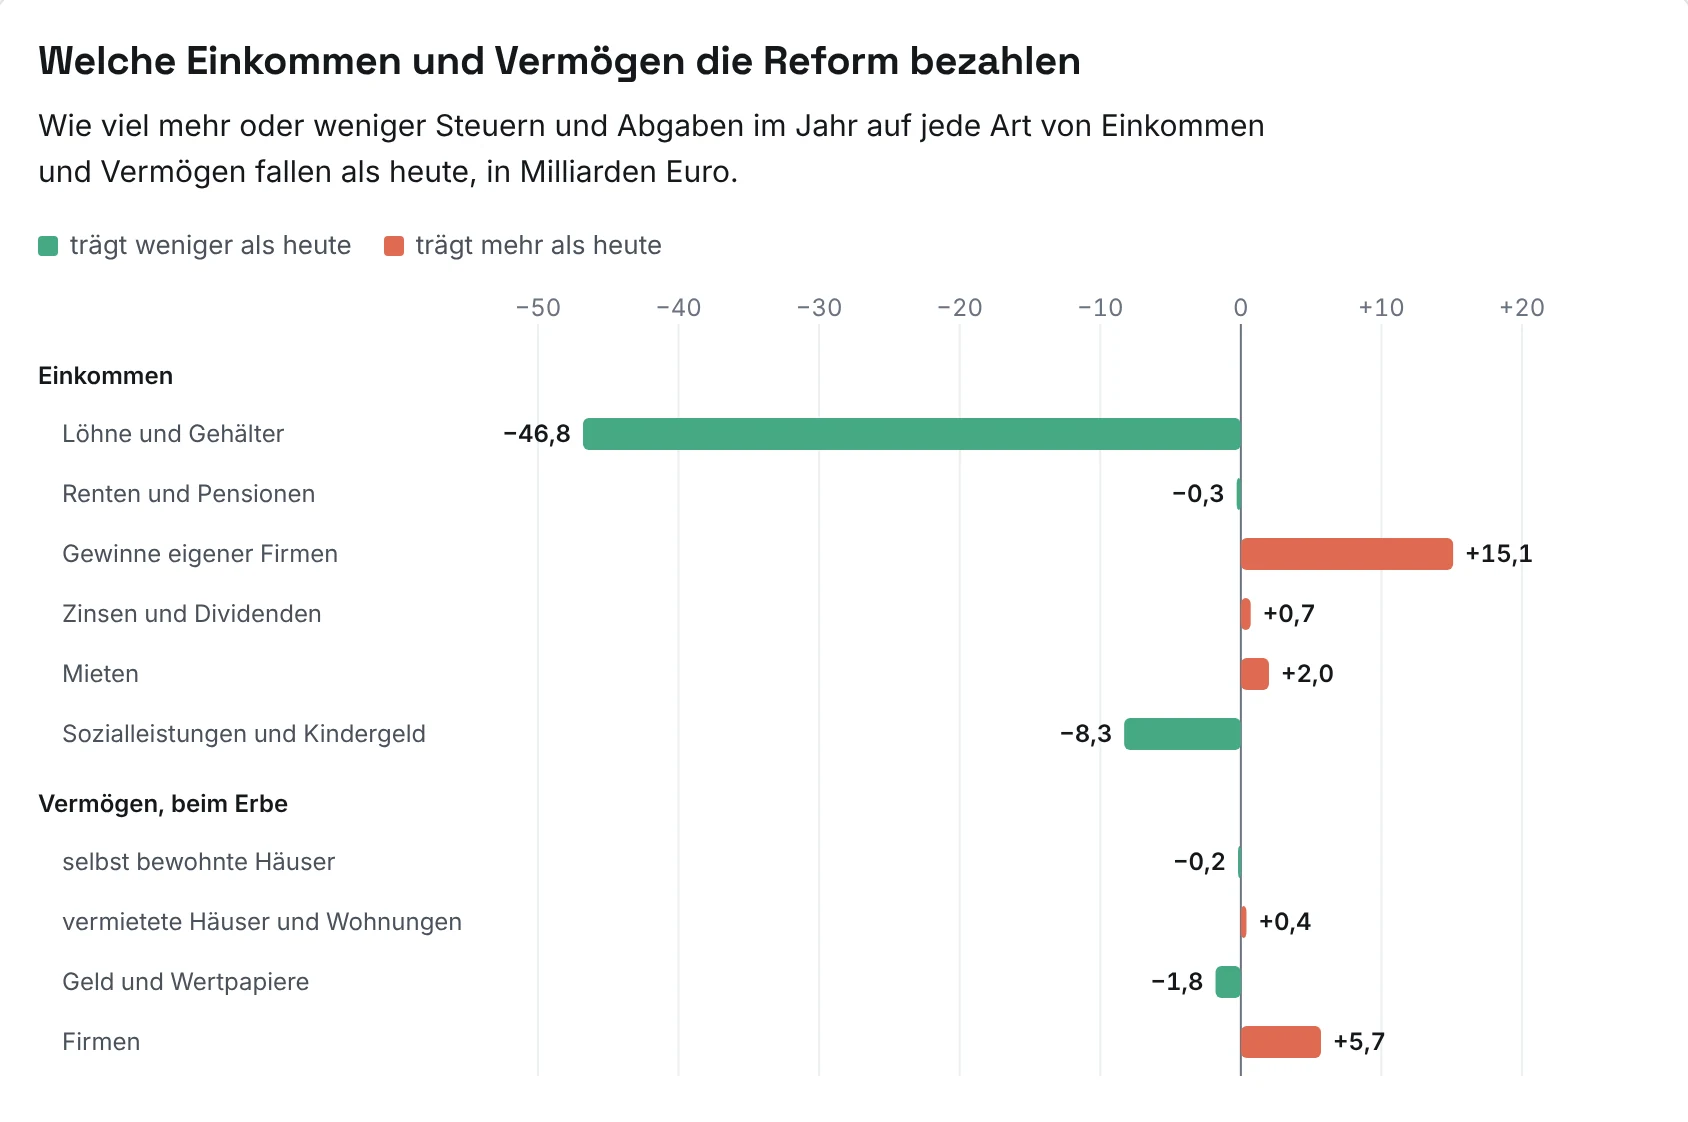 Welche Einkommen und Vermögen die Reform bezahlen
Wie viel mehr oder weniger Steuern und Abgaben im Jahr auf jede Art von Einkommen
und Vermögen fallen als heute, in Milliarden Euro.
trägt weniger als heute trägt mehr als heute
−50 −40 −30 −20 −10 0 +10 +20
Einkommen
Löhne und Gehälter −46,8
Renten und Pensionen −0,3
Gewinne eigener Firmen +15,1
Zinsen und Dividenden +0,7
Mieten +2,0
Sozialleistungen und Kindergeld −8,3
Vermögen, beim Erbe
selbst bewohnte Häuser −0,2
vermietete Häuser und Wohnungen +0,4
Geld und Wertpapiere −1,8
Firmen +5,7